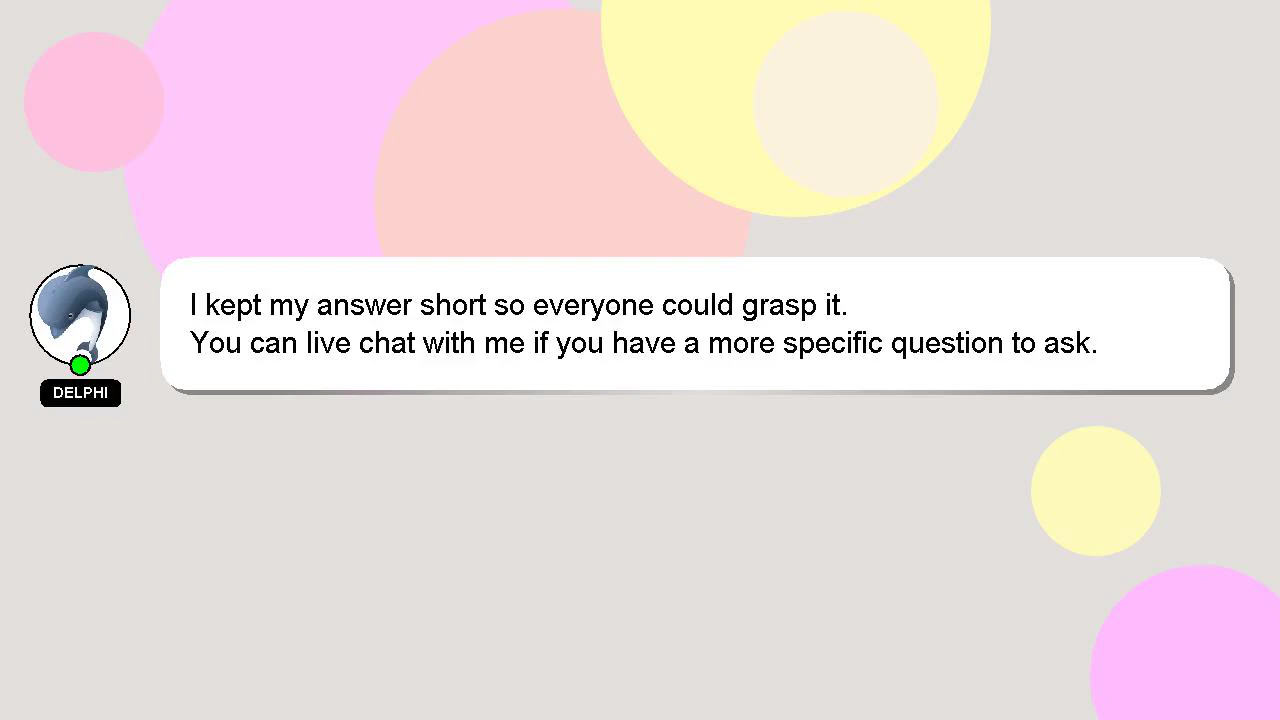 I kept my answer short so everyone could grasp it.
You can live chat with me if you have a more specific question to ask.
DELPHI